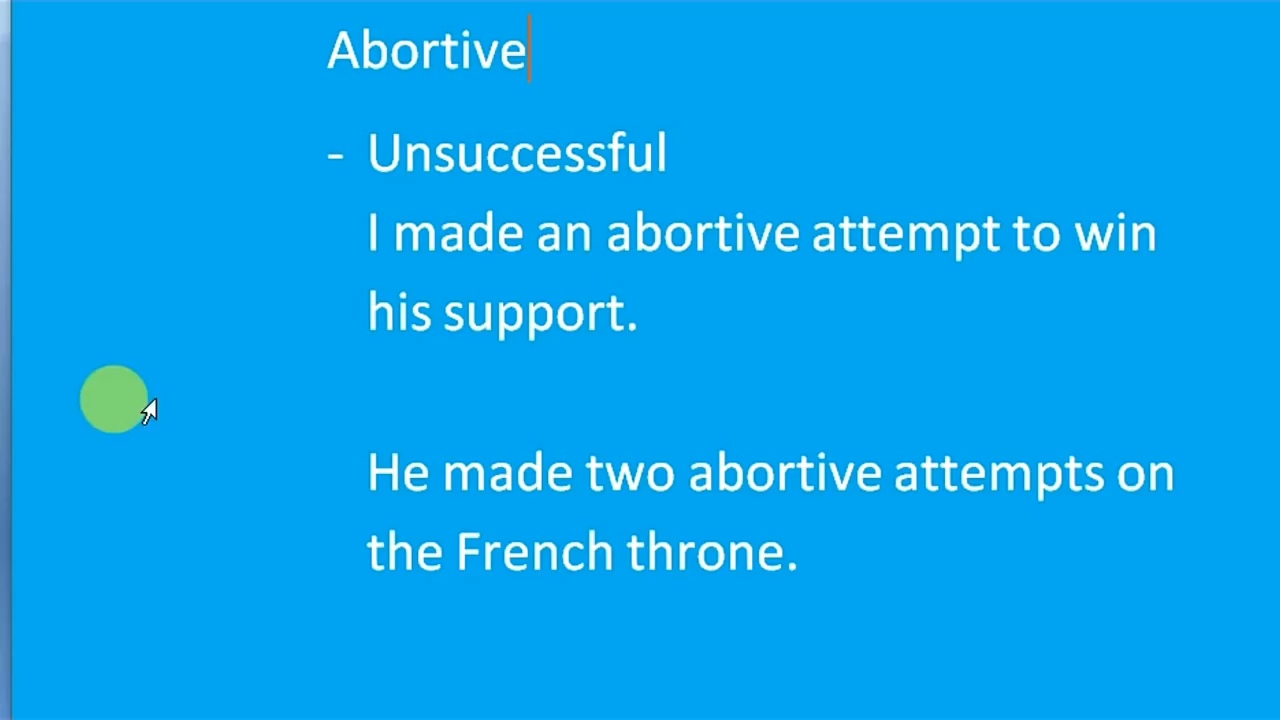 Abortive
- Unsuccessful
I made an abortive attempt to win
his support.
He made two abortive attempts on
the French throne.